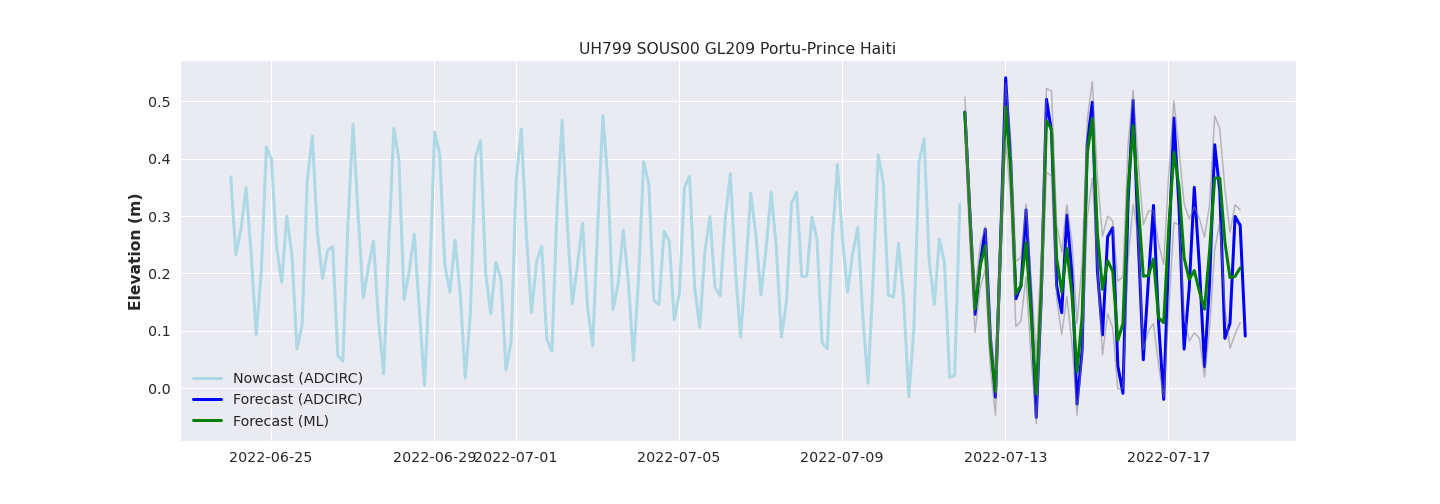 UH799 SOUS00 GL209 Portu-Prince Haiti
Elevation (m)
0.5
0.4
0.3
0.2
0.1
0.0
Nowcast (ADCIRC)
Forecast (ADCIRC)
Forecast (ML)
2022-06-25 2022-06-29 2022-07-01 2022-07-05 2022-07-09 2022-07-13 2022-07-17